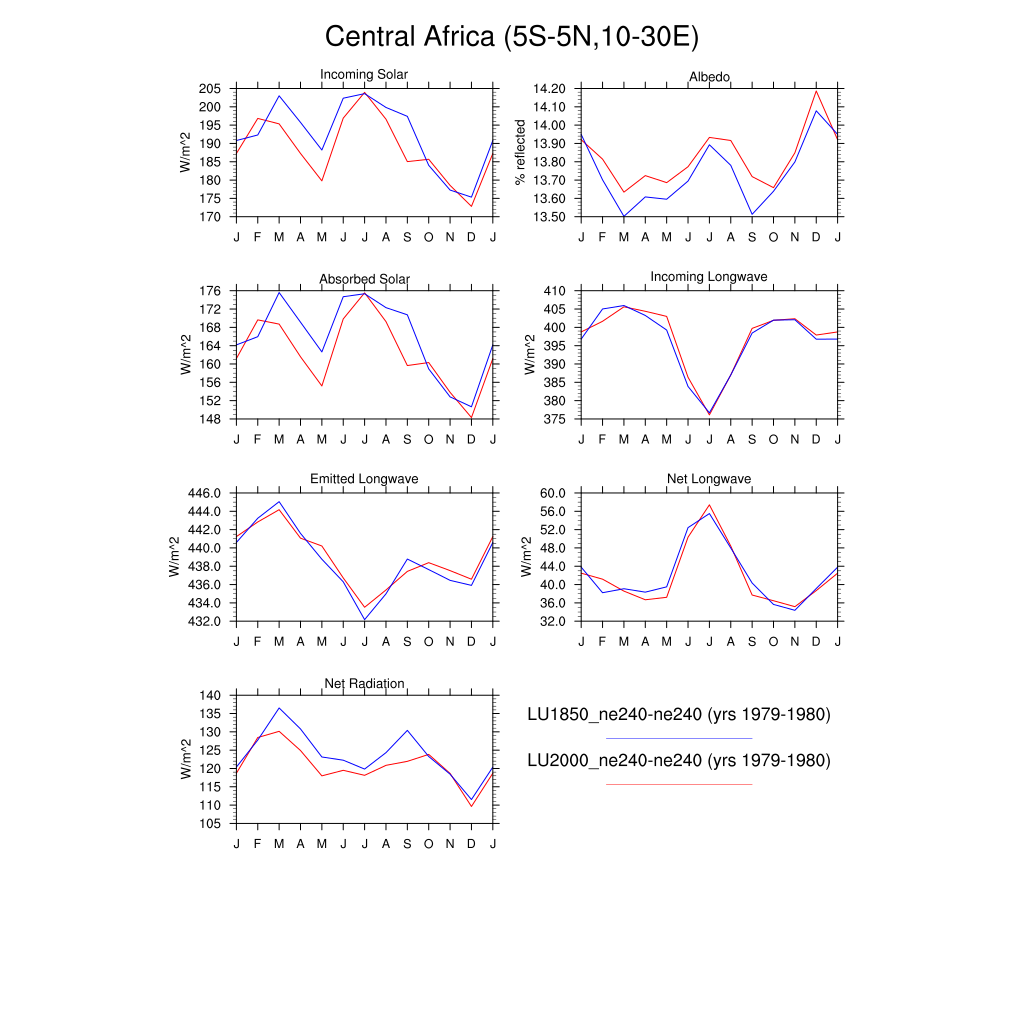 Central Africa (5S-5N,10-30E)
Incoming Solar
W/m^2
205
200
195
190
185
180
175
170
J F M A M J J A S O N D J
Albedo
% reflected
14.20
14.10
14.00
13.90
13.80
13.70
13.60
13.50
J F M A M J J A S O N D J
Absorbed Solar
W/m^2
176
172
168
164
160
156
152
148
J F M A M J J A S O N D J
Incoming Longwave
W/m^2
410
405
400
395
390
385
380
375
J F M A M J J A S O N D J
Emitted Longwave
W/m^2
446.0
444.0
442.0
440.0
438.0
436.0
434.0
432.0
J F M A M J J A S O N D J
Net Longwave
W/m^2
60.0
56.0
52.0
48.0
44.0
40.0
36.0
32.0
J F M A M J J A S O N D J
Net Radiation
W/m^2
140
135
130
125
120
115
110
105
J F M A M J J A S O N D J
LU1850_ne240-ne240 (yrs 1979-1980)
LU2000_ne240-ne240 (yrs 1979-1980)